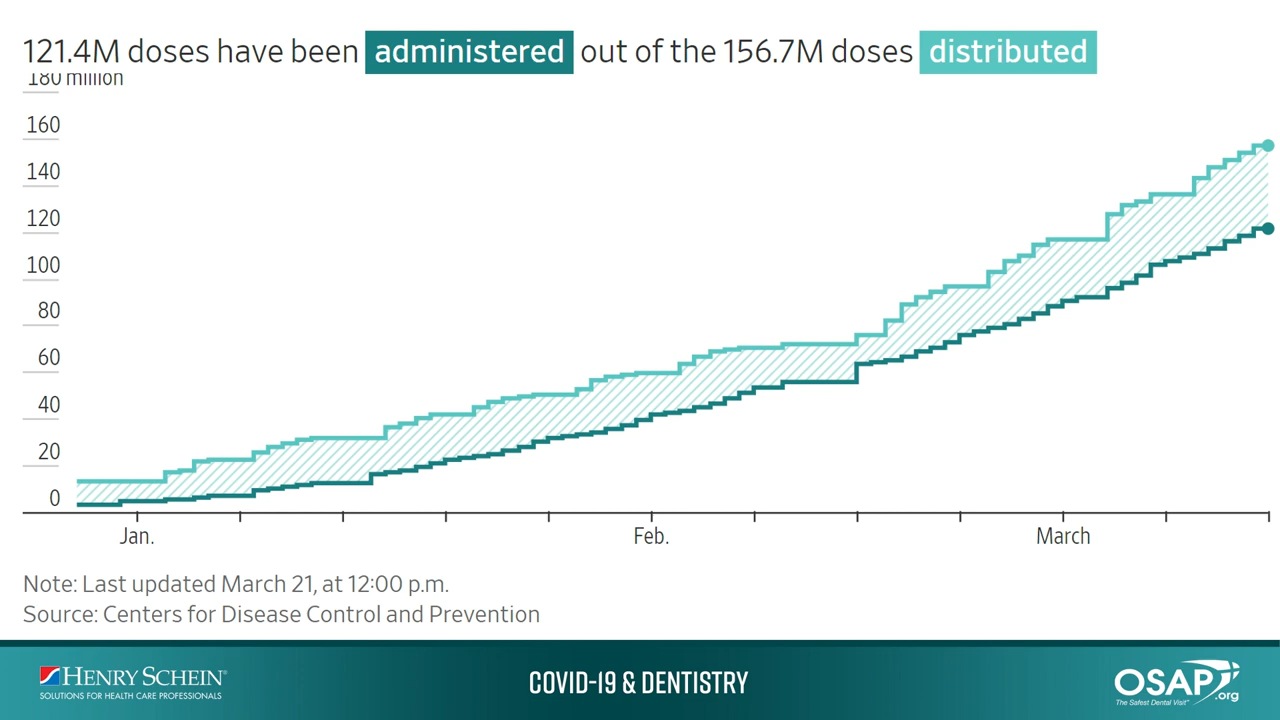 121.4M doses have been administered out of the 156.7M doses distributed
180 million
160
140
120
100
80
60
40
20
0
Jan. Feb. March
Note: Last updated March 21, at 12:00 p.m.
Source: Centers for Disease Control and Prevention
HENRY SCHEIN®
SOLUTIONS FOR HEALTH CARE PROFESSIONALS
COVID-19 & DENTISTRY
OSAP.org
The Safest Dental Visit™